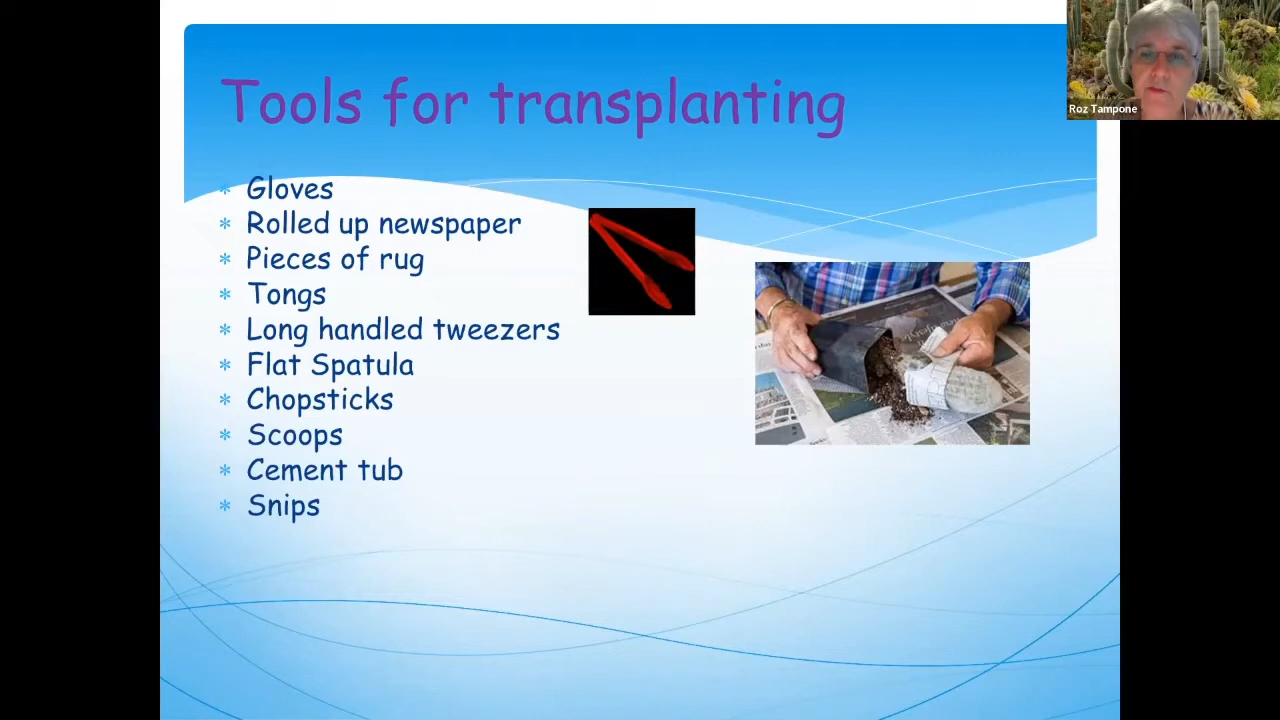 Tools for transplanting
Roz Tampone
* Gloves
* Rolled up newspaper
* Pieces of rug
* Tongs
* Long handled tweezers
* Flat Spatula
* Chopsticks
* Scoops
* Cement tub
* Snips